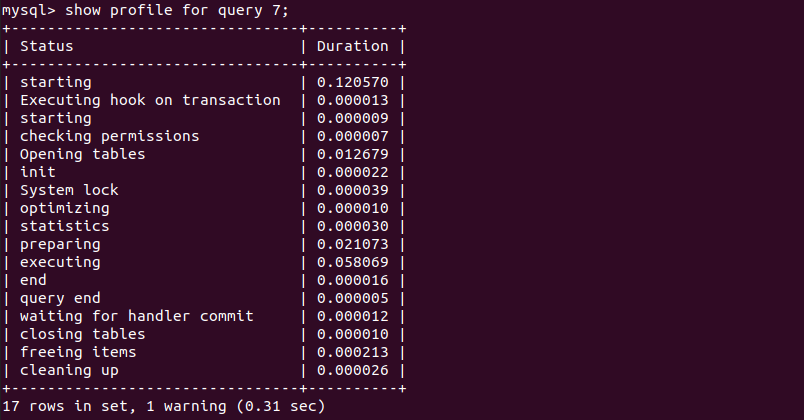 mysql> show profile for query 7;
+--------------------------------+----------+
| Status                         | Duration |
+--------------------------------+----------+
| starting                       | 0.120570 |
| Executing hook on transaction  | 0.000013 |
| starting                       | 0.000009 |
| checking permissions           | 0.000007 |
| Opening tables                 | 0.012679 |
| init                           | 0.000022 |
| System lock                    | 0.000039 |
| optimizing                     | 0.000010 |
| statistics                     | 0.000030 |
| preparing                      | 0.021073 |
| executing                      | 0.058069 |
| end                            | 0.000016 |
| query end                      | 0.000005 |
| waiting for handler commit     | 0.000012 |
| closing tables                 | 0.000010 |
| freeing items                  | 0.000213 |
| cleaning up                    | 0.000026 |
+--------------------------------+----------+
17 rows in set, 1 warning (0.31 sec)